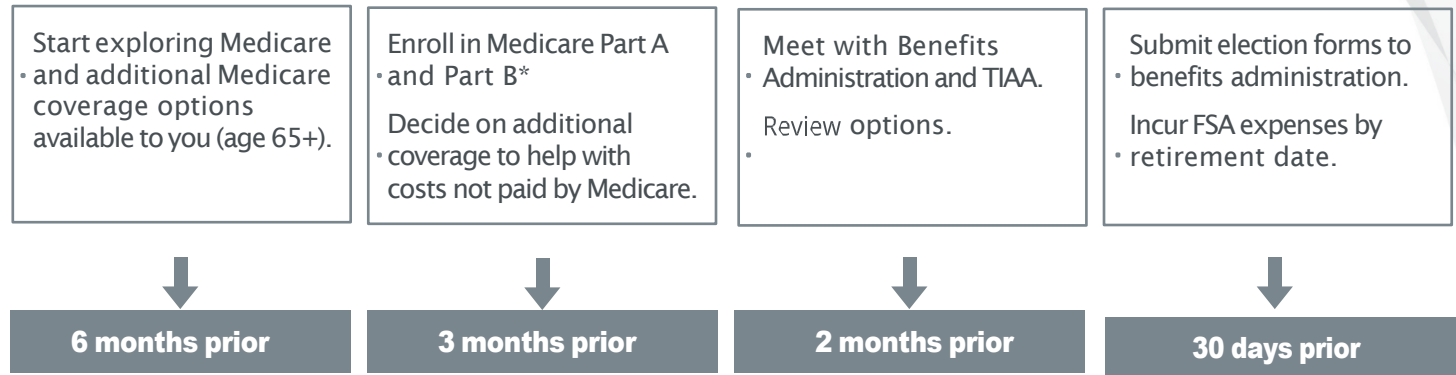 Start exploring Medicare
• and additional Medicare
coverage options
available to you (age 65+).
6 months prior
Enroll in Medicare Part A
• and Part B*
Decide on additional
• coverage to help with
costs not paid by Medicare.
3 months prior
Meet with Benefits
• Administration and TIAA.
Review options.
•
2 months prior
Submit election forms to
• benefits administration.
Incur FSA expenses by
• retirement date.
30 days prior